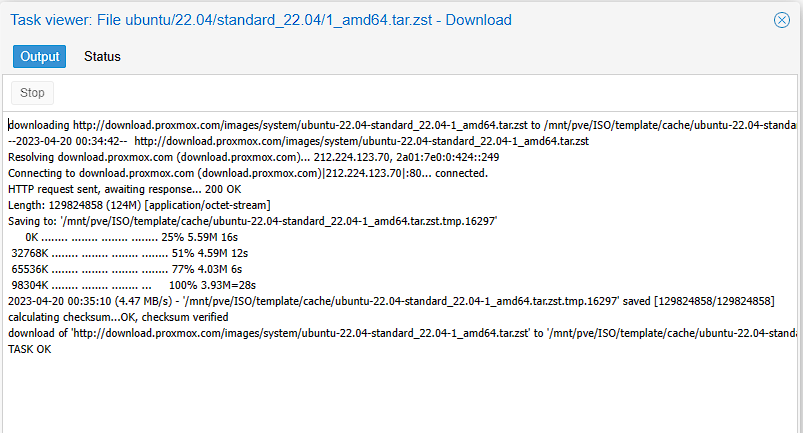 Task viewer: File ubuntu/22.04/standard_22.04/1_amd64.tar.zst - Download
Output Status
Stop
downloading http://download.proxmox.com/images/system/ubuntu-22.04-standard_22.04-1_amd64.tar.zst to /mnt/pve/ISO/template/cache/ubuntu-22.04-standar
--2023-04-20 00:34:42-- http://download.proxmox.com/images/system/ubuntu-22.04-standard_22.04-1_amd64.tar.zst
Resolving download.proxmox.com (download.proxmox.com)... 212.224.123.70, 2a01:7e0:0:424::249
Connecting to download.proxmox.com (download.proxmox.com)|212.224.123.70|:80... connected.
HTTP request sent, awaiting response... 200 OK
Length: 129824858 (124M) [application/octet-stream]
Saving to: '/mnt/pve/ISO/template/cache/ubuntu-22.04-standard_22.04-1_amd64.tar.zst.tmp.16297'
0K ........ ........ ........ ........ 25% 5.59M 16s
32768K ........ ........ ........ ........ 51% 4.59M 12s
65536K ........ ........ ........ ........ 77% 4.03M 6s
98304K ........ ........ ........ ... 100% 3.93M=28s
2023-04-20 00:35:10 (4.47 MB/s) - '/mnt/pve/ISO/template/cache/ubuntu-22.04-standard_22.04-1_amd64.tar.zst.tmp.16297' saved [129824858/129824858]
calculating checksum...OK, checksum verified
download of 'http://download.proxmox.com/images/system/ubuntu-22.04-standard_22.04-1_amd64.tar.zst' to '/mnt/pve/ISO/template/cache/ubuntu-22.04-standa
TASK OK